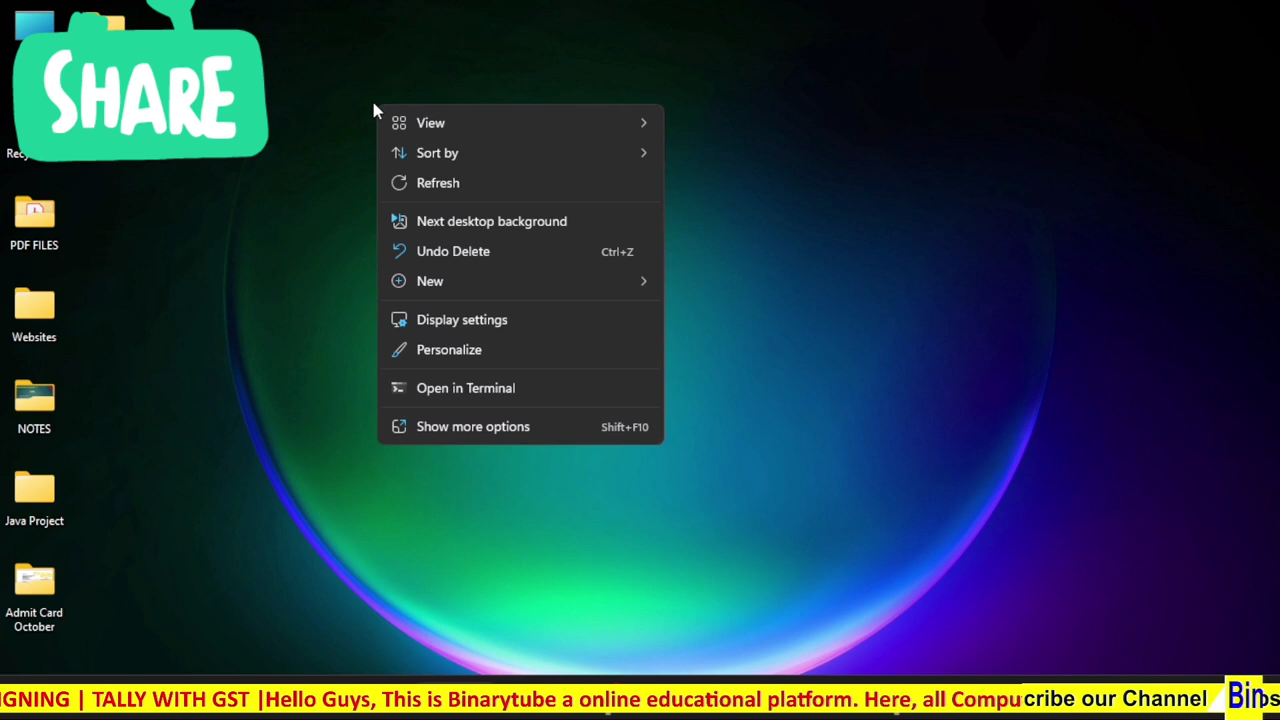 SHARE
PDF FILES
Websites
NOTES
Java Project
Admit Card
October
View
Sort by
Refresh
Next desktop background
Undo Delete Ctrl+Z
New
Display settings
Personalize
Open in Terminal
Show more options Shift+F10
IGNING | TALLY WITH GST |Hello Guys, This is Binarytube a online educational platform. Here, all Compu
cribe our Channel
Bin